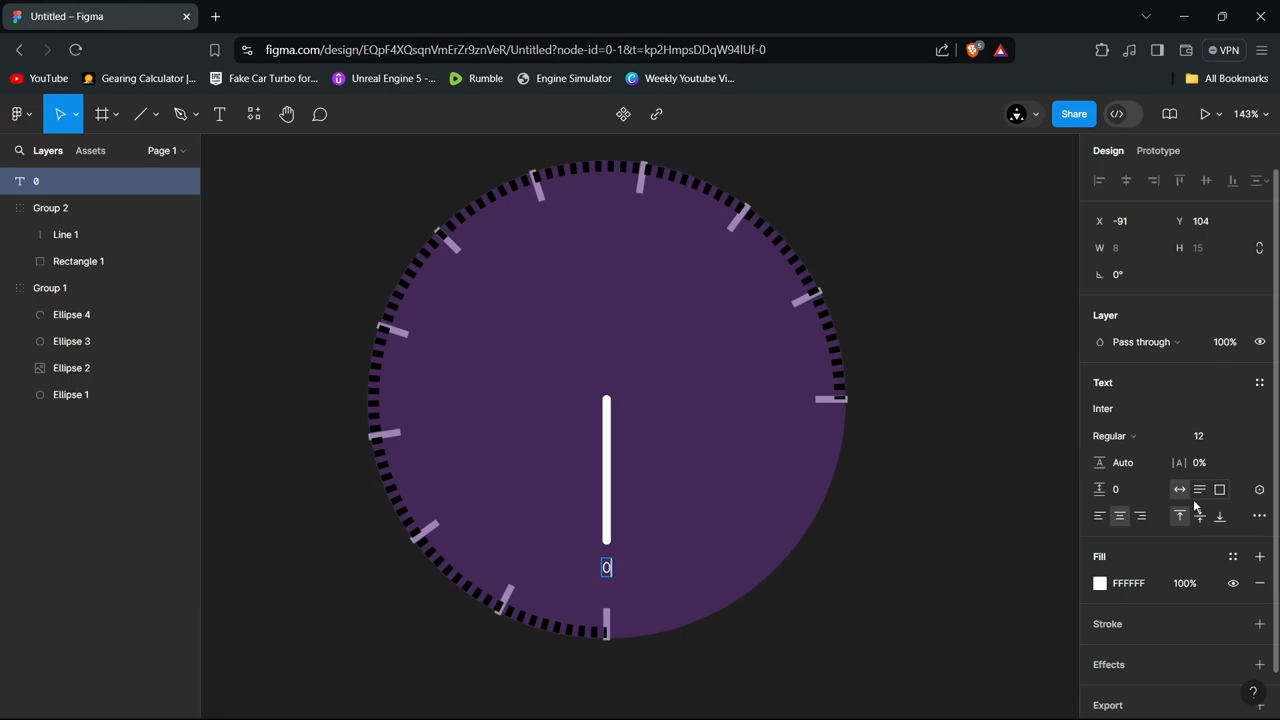 Untitled – Figma
figma.com/design/EQpF4XQsqnVmErZr9znVeR/Untitled?node-id=0-1&t=kp2HmpsDDqW94lUf-0
5
VPN
YouTube
Gearing Calculator |...
Fake Car Turbo for...
Unreal Engine 5 -...
Rumble
Engine Simulator
Weekly Youtube Vi...
All Bookmarks
Share
143%
Layers
Assets
Page 1
Design
Prototype
0
Group 2
Line 1
Rectangle 1
Group 1
Ellipse 4
Ellipse 3
Ellipse 2
Ellipse 1
0
X -91
Y 104
W 8
H 15
0°
Layer
Pass through
100%
Text
Inter
Regular
12
Auto
|A| 0%
0
Fill
FFFFFF
100%
Stroke
Effects
Export
?